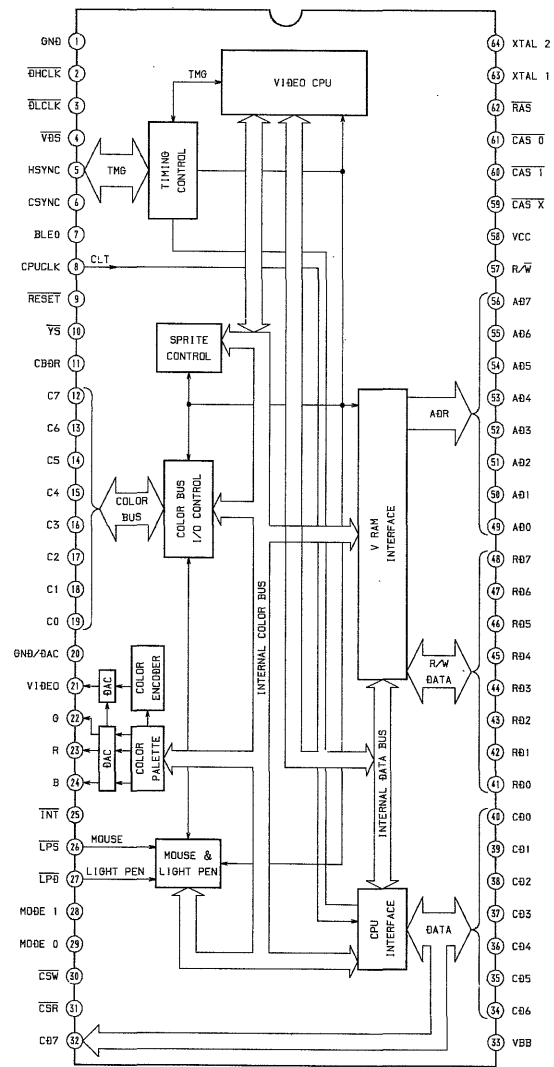 GND 1
DHCLK 2
DLCLK 3
VDS 4
HSYNC 5
CSYNC 6
BLEO 7
CPUCLK 8
RESET 9
YS 10
CBDR 11
C7 12
C6 13
C5 14
C4 15
C3 16
C2 17
C1 18
C0 19
GND/DAC 20
VIDEO 21
G 22
R 23
B 24
INT 25
LPS 26
LPD 27
MODE 1 28
MODE 0 29
CSW 30
CSR 31
CD7 32
TMG
VIDEO CPU
TMG
TIMING
CONTROL
CLT
SPRITE
CONTROL
COLOR
BUS
COLOR BUS
I/O CONTROL
DAC
COLOR
ENCODER
DAC
COLOR
PALETTE
MOUSE
LIGHT PEN
MOUSE &
LIGHT PEN
INTERNAL COLOR BUS
INTERNAL DATA BUS
V RAM
INTERFACE
ADR
R/W
DATA
CPU
INTERFACE
DATA
64 XTAL 2
63 XTAL 1
62 RAS
61 CAS 0
60 CAS 1
59 CAS X
58 VCC
57 R/W
56 AD7
55 AD6
54 AD5
53 AD4
52 AD3
51 AD2
50 AD1
49 AD0
48 RD7
47 RD6
46 RD5
45 RD4
44 RD3
43 RD2
42 RD1
41 RD0
40 CD0
39 CD1
38 CD2
37 CD3
36 CD4
35 CD5
34 CD6
33 VBB